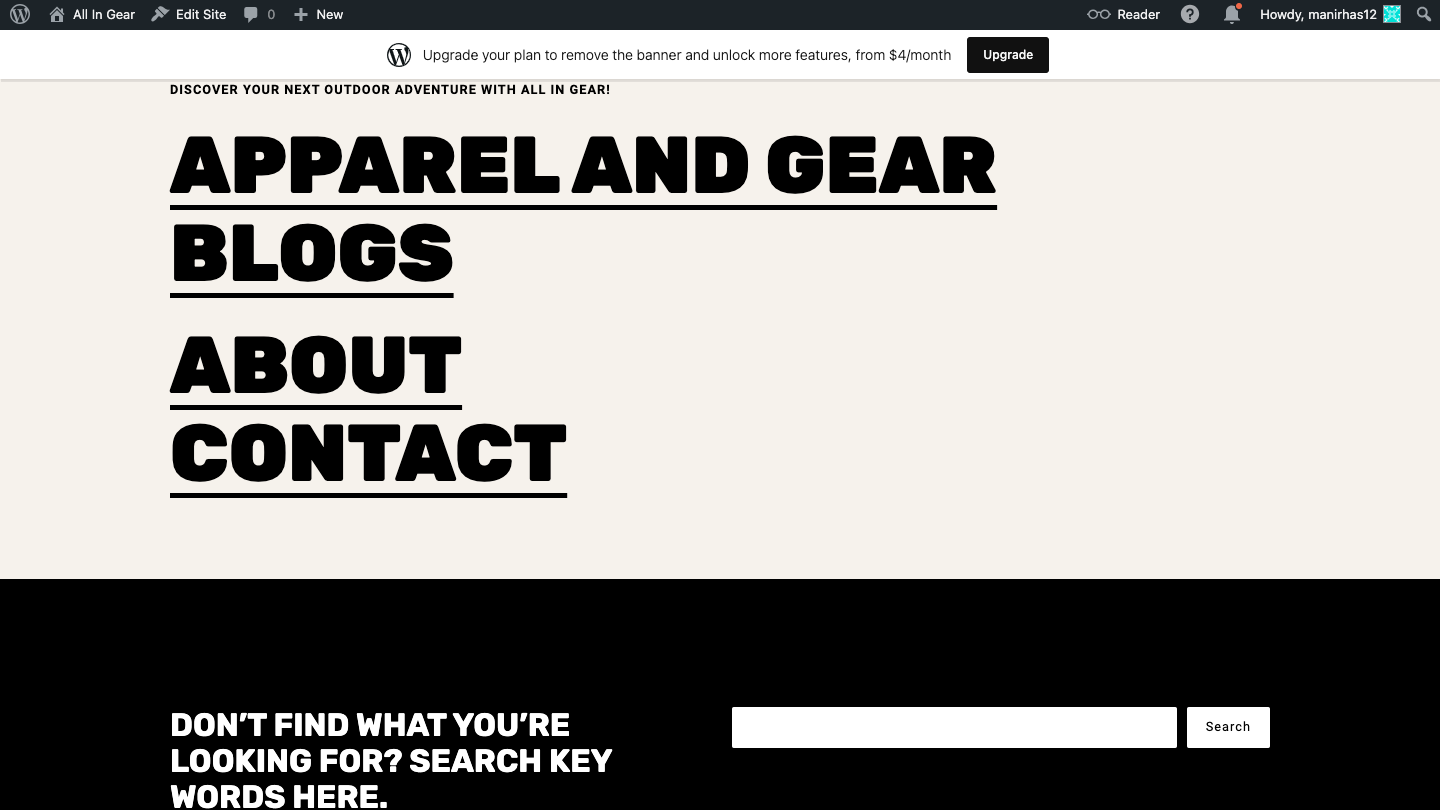 All In Gear Edit Site 0 New Reader Howdy, manirhas12
Upgrade your plan to remove the banner and unlock more features, from $4/month Upgrade
DISCOVER YOUR NEXT OUTDOOR ADVENTURE WITH ALL IN GEAR!
APPAREL AND GEAR
BLOGS
ABOUT
CONTACT
DON’T FIND WHAT YOU’RE
LOOKING FOR? SEARCH KEY
WORDS HERE.
Search